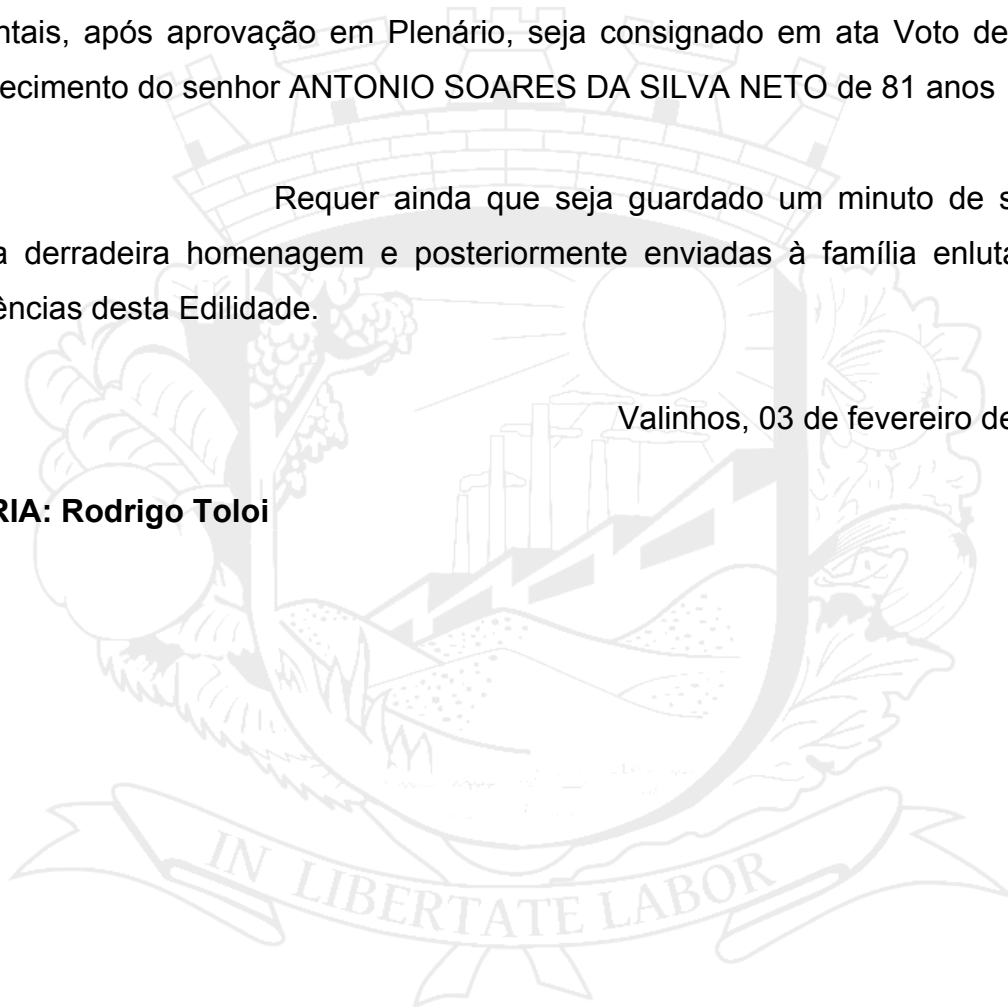 ntais, após aprovação em Plenário, seja consignado em ata Voto de
ecimento do senhor ANTONIO SOARES DA SILVA NETO de 81 anos
Requer ainda que seja guardado um minuto de s
a derradeira homenagem e posteriormente enviadas à família enluta
ências desta Edilidade.
Valinhos, 03 de fevereiro de
RIA: Rodrigo Toloi
IN LIBERTATE LABOR